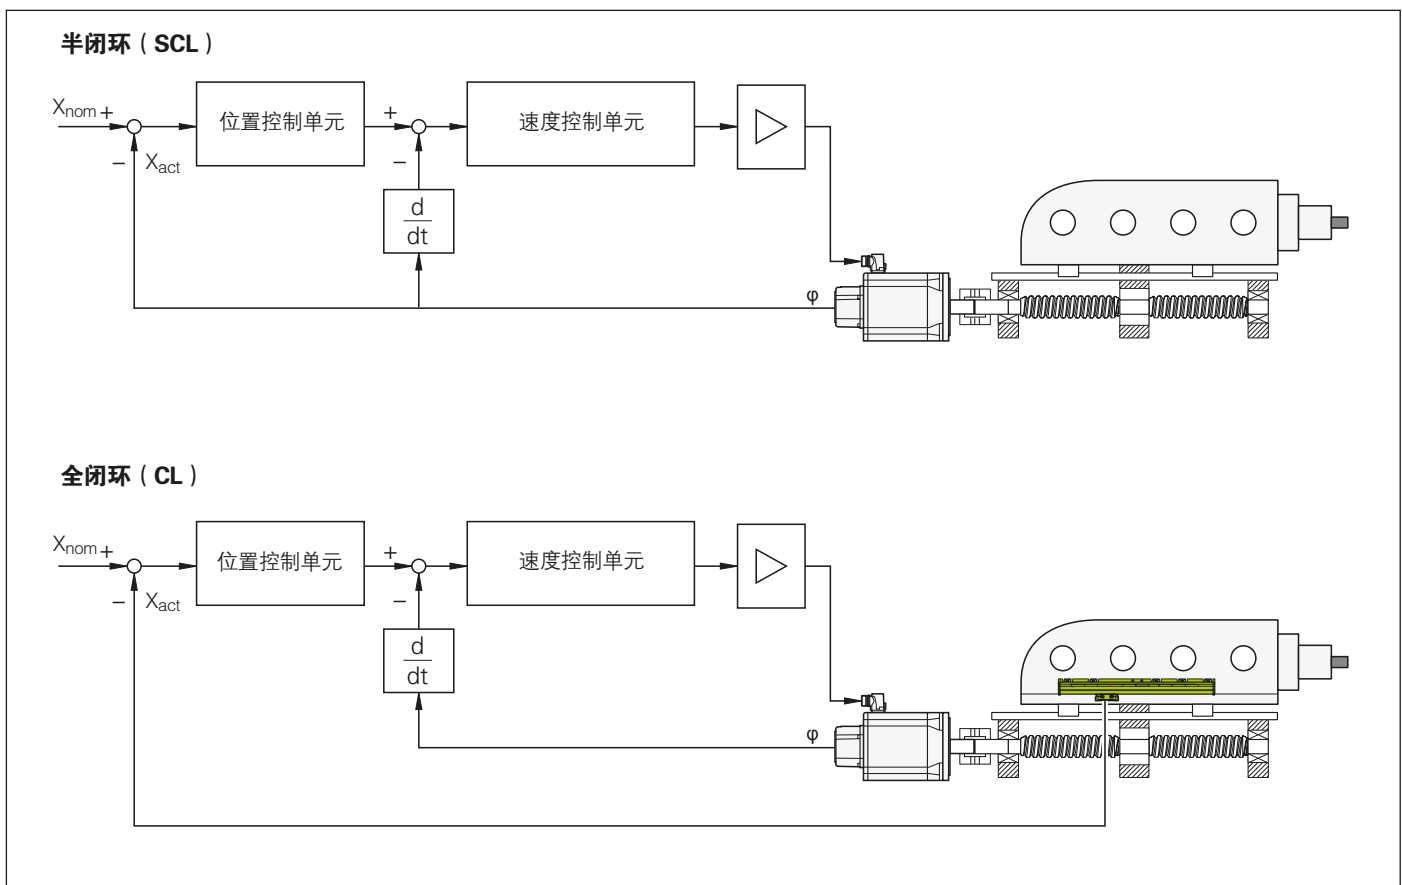 半闭环（SCL）
Xnom + 位置控制单元 + 速度控制单元
− Xact −
d
dt
φ
全闭环（CL）
Xnom + 位置控制单元 + 速度控制单元
− Xact −
d
dt
φ